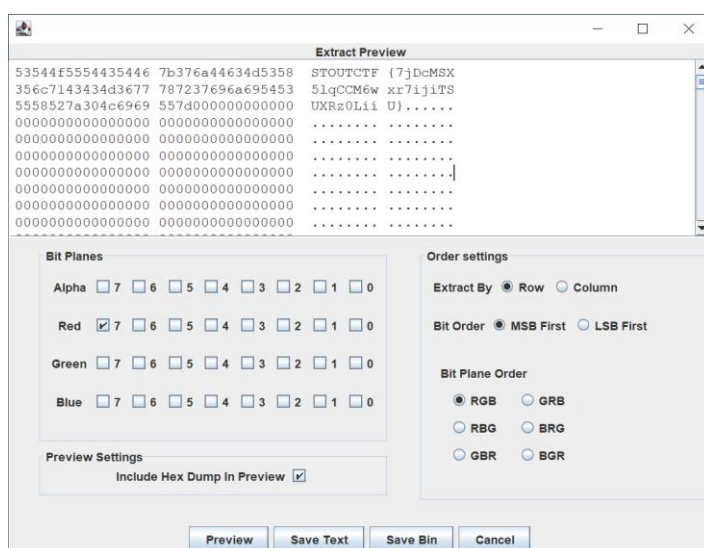 Extract Preview
53544f5554435446 7b376a44634d5358 STOUTCTF {7jDcMSX
356c7143434d3677 787237696a695453 5lqCCM6w xr7ijiTS
5558527a304c6969 557d000000000000 UXRz0Lii U}......
0000000000000000 0000000000000000 ........ ........
0000000000000000 0000000000000000 ........ ........
0000000000000000 0000000000000000 ........ ........
0000000000000000 0000000000000000 ........ ........
0000000000000000 0000000000000000 ........ ........
0000000000000000 0000000000000000 ........ ........
0000000000000000 0000000000000000 ........ ........
Bit Planes
Alpha 7 6 5 4 3 2 1 0
Red 7 6 5 4 3 2 1 0
Green 7 6 5 4 3 2 1 0
Blue 7 6 5 4 3 2 1 0
Preview Settings
Include Hex Dump In Preview
Order settings
Extract By Row Column
Bit Order MSB First LSB First
Bit Plane Order
RGB GRB
RBG BRG
GBR BGR
Preview Save Text Save Bin Cancel